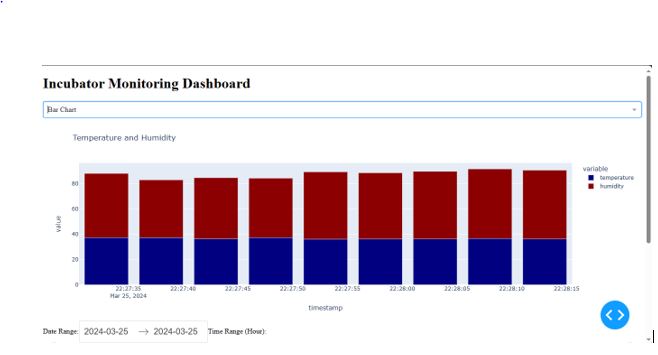 Incubator Monitoring Dashboard
Bar Chart
Temperature and Humidity
variable
temperature
humidity
value
80
60
40
20
0
22:27:35 22:27:40 22:27:45 22:27:50 22:27:55 22:28:00 22:28:05 22:28:10 22:28:15
Mar 25, 2024
timestamp
Date Range: 2024-03-25 → 2024-03-25 Time Range (Hour):